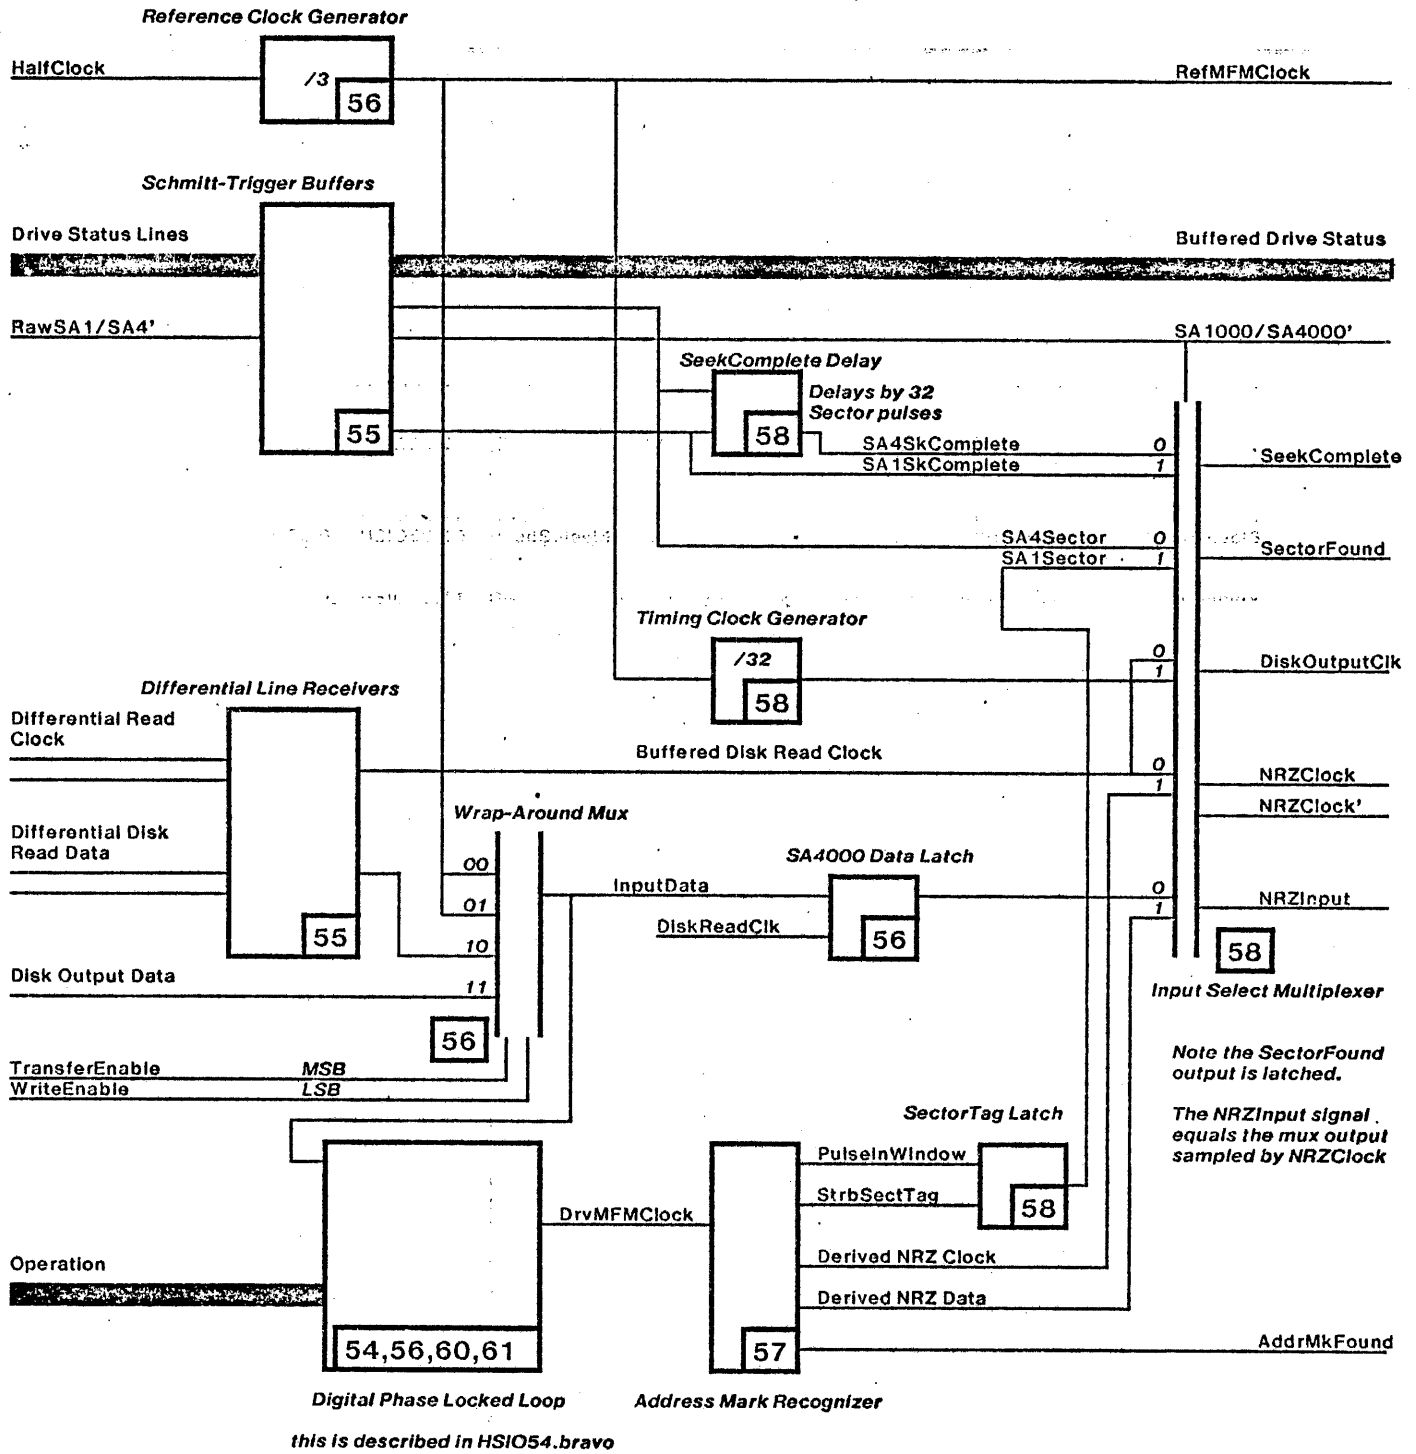 Reference Clock Generator
HalfClock
/3
56
RefMFMClock
Schmitt-Trigger Buffers
Drive Status Lines
Buffered Drive Status
RawSA1/SA4'
SA1000/SA4000'
SeekComplete Delay
Delays by 32
Sector pulses
55
58
SA4SkComplete
0
SA1SkComplete
1
SeekComplete
SA4Sector
0
SA1Sector
1
SectorFound
Timing Clock Generator
/32
58
0
1
DiskOutputClk
Differential Line Receivers
Differential Read
Clock
Buffered Disk Read Clock
0
1
NRZClock
NRZClock'
Wrap-Around Mux
Differential Disk
Read Data
SA4000 Data Latch
00
01
10
11
InputData
DiskReadClk
56
0
1
NRZInput
55
58
Input Select Multiplexer
Disk Output Data
56
TransferEnable
MSB
WriteEnable
LSB
Note the SectorFound
output is latched.
The NRZInput signal
equals the mux output
sampled by NRZClock
SectorTag Latch
PulseInWindow
StrbSectTag
58
DrvMFMClock
Derived NRZ Clock
Derived NRZ Data
Operation
54,56,60,61
57
AddrMkFound
Digital Phase Locked Loop
Address Mark Recognizer
this is described in HSIO54.bravo